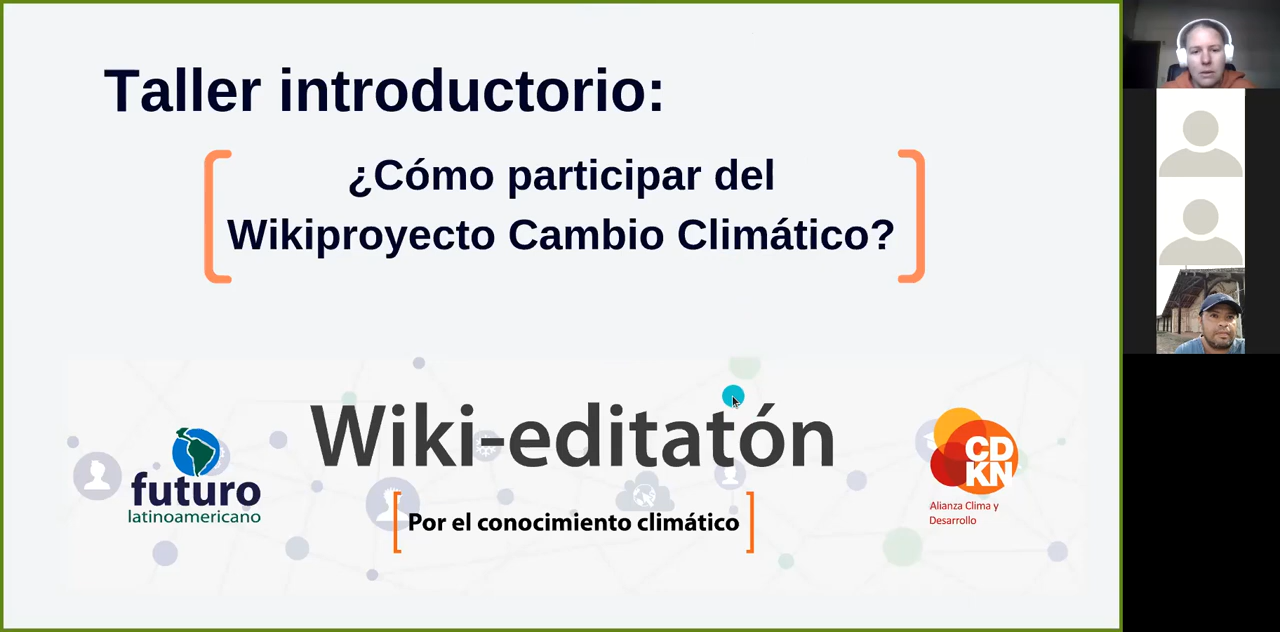 Taller introductorio:
¿Cómo participar del
Wikiproyecto Cambio Climático?
Wiki-editatón
Por el conocimiento climático
futuro
latinoamericano
CD
KN
Alianza Clima y
Desarrollo